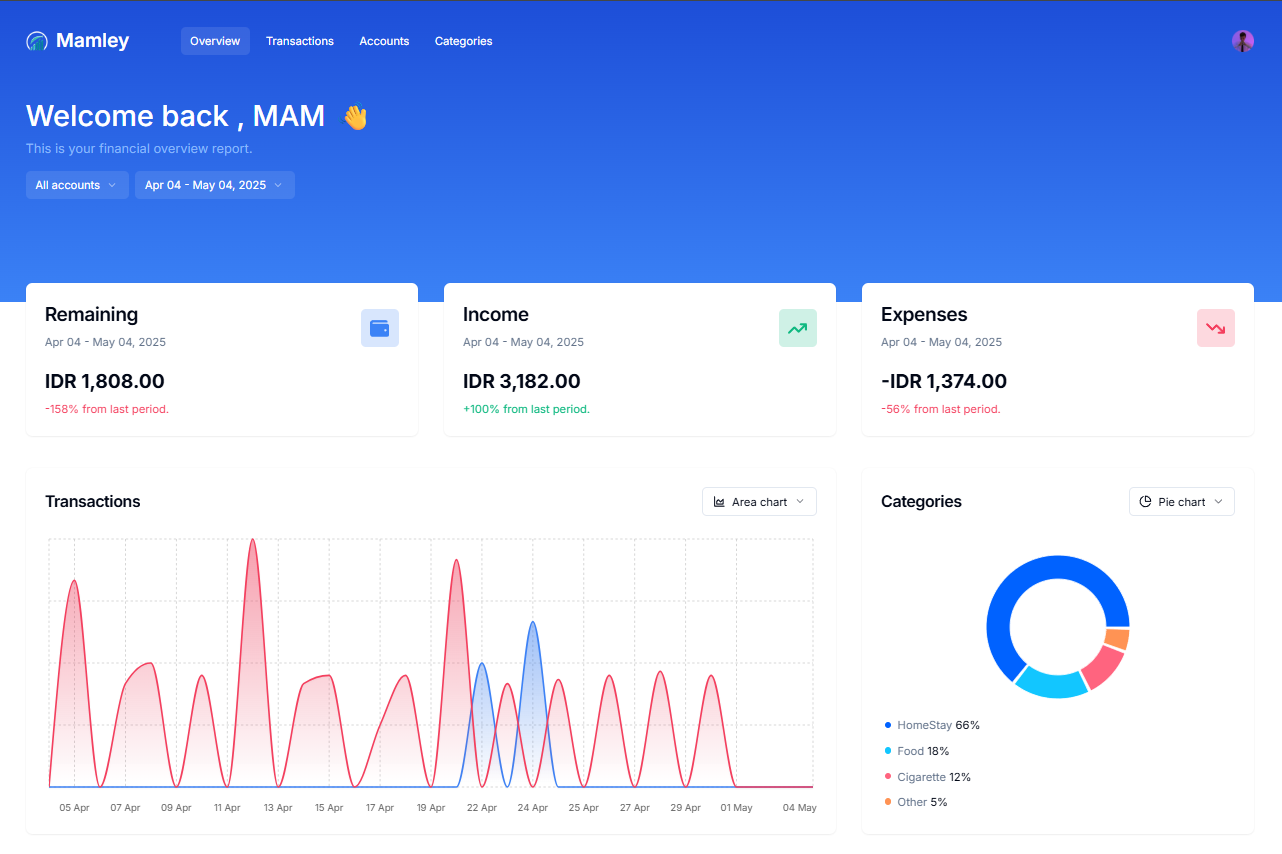 Mamley
Overview Transactions Accounts Categories
Welcome back , MAM 👋
This is your financial overview report.
All accounts Apr 04 - May 04, 2025
Remaining
Apr 04 - May 04, 2025
IDR 1,808.00
-158% from last period.
Income
Apr 04 - May 04, 2025
IDR 3,182.00
+100% from last period.
Expenses
Apr 04 - May 04, 2025
-IDR 1,374.00
-56% from last period.
Transactions
Area chart
05 Apr 07 Apr 09 Apr 11 Apr 13 Apr 15 Apr 17 Apr 19 Apr 22 Apr 24 Apr 25 Apr 27 Apr 29 Apr 01 May 04 May
Categories
Pie chart
HomeStay 66%
Food 18%
Cigarette 12%
Other 5%